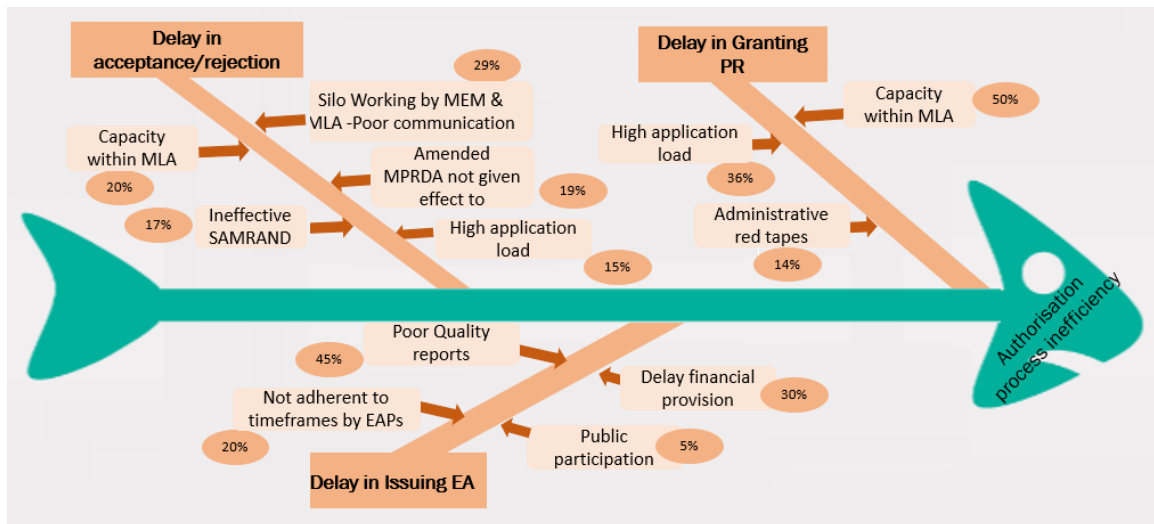 Delay in
acceptance/rejection
29%
Silo Working by MEM &
MLA -Poor communication
Capacity
within MLA
20%
Amended
MPRDA not given
effect to
19%
17%
Ineffective
SAMRAND
High application
load
15%
Delay in Granting
PR
Capacity
within MLA
50%
High application
load
36%
Administrative
red tapes
14%
Authorisation
process inefficiency
Poor Quality
reports
45%
Delay financial
provision
30%
Not adherent to
timeframes by EAPs
20%
Public
participation
5%
Delay in Issuing EA